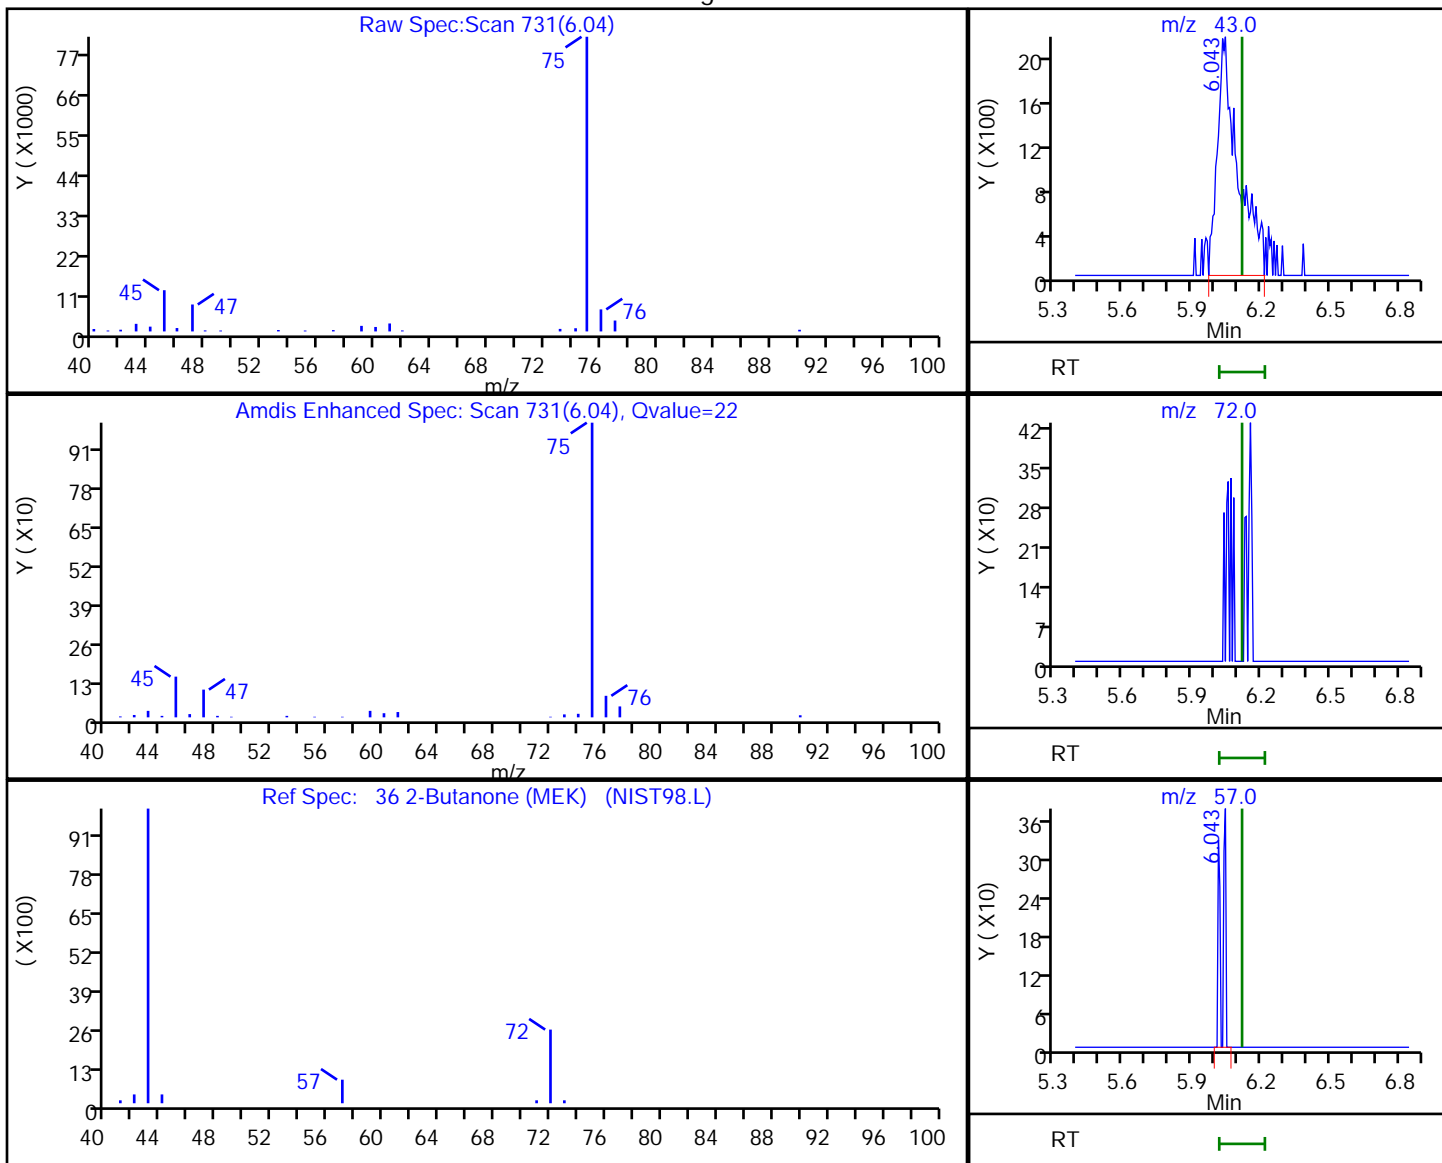 Raw Spec:Scan 731(6.04)
Y ( X1000)
77
66
55
44
33
22
11
0
75
45
47
76
40 44 48 52 56 60 64 68 72 76 80 84 88 92 96 100
m/z
m/z 43.0
Y ( X100)
20
16
12
8
4
0
6.043
5.3 5.6 5.9 6.2 6.5 6.8
Min
RT
Amdis Enhanced Spec: Scan 731(6.04), Qvalue=22
Y ( X10)
91
78
65
52
39
26
13
0
75
45
47
76
40 44 48 52 56 60 64 68 72 76 80 84 88 92 96 100
m/z
m/z 72.0
Y ( X10)
42
35
28
21
14
7
0
5.3 5.6 5.9 6.2 6.5 6.8
Min
RT
Ref Spec: 36 2-Butanone (MEK) (NIST98.L)
( X100)
91
78
65
52
39
26
13
0
72
57
40 44 48 52 56 60 64 68 72 76 80 84 88 92 96 100
m/z 57.0
Y ( X10)
36
30
24
18
12
6
0
6.043
5.3 5.6 5.9 6.2 6.5 6.8
Min
RT